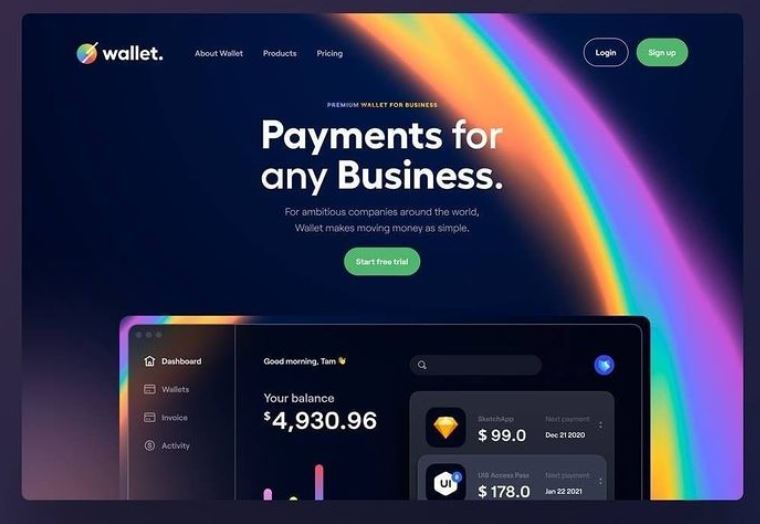 wallet.
About Wallet
Products
Pricing
Login
Sign up
PREMIUM WALLET FOR BUSINESS
Payments for
any Business.
For ambitious companies around the world,
Wallet makes moving money as simple.
Start free trial
Dashboard
Wallets
Invoice
Activity
Good morning, Tam 👋
Your balance
$4,930.96
SketchApp
Next payment
$ 99.0
Dec 21 2020
UI8 Access Pass
Next payment
UI
8
$ 178.0
Jan 22 2021